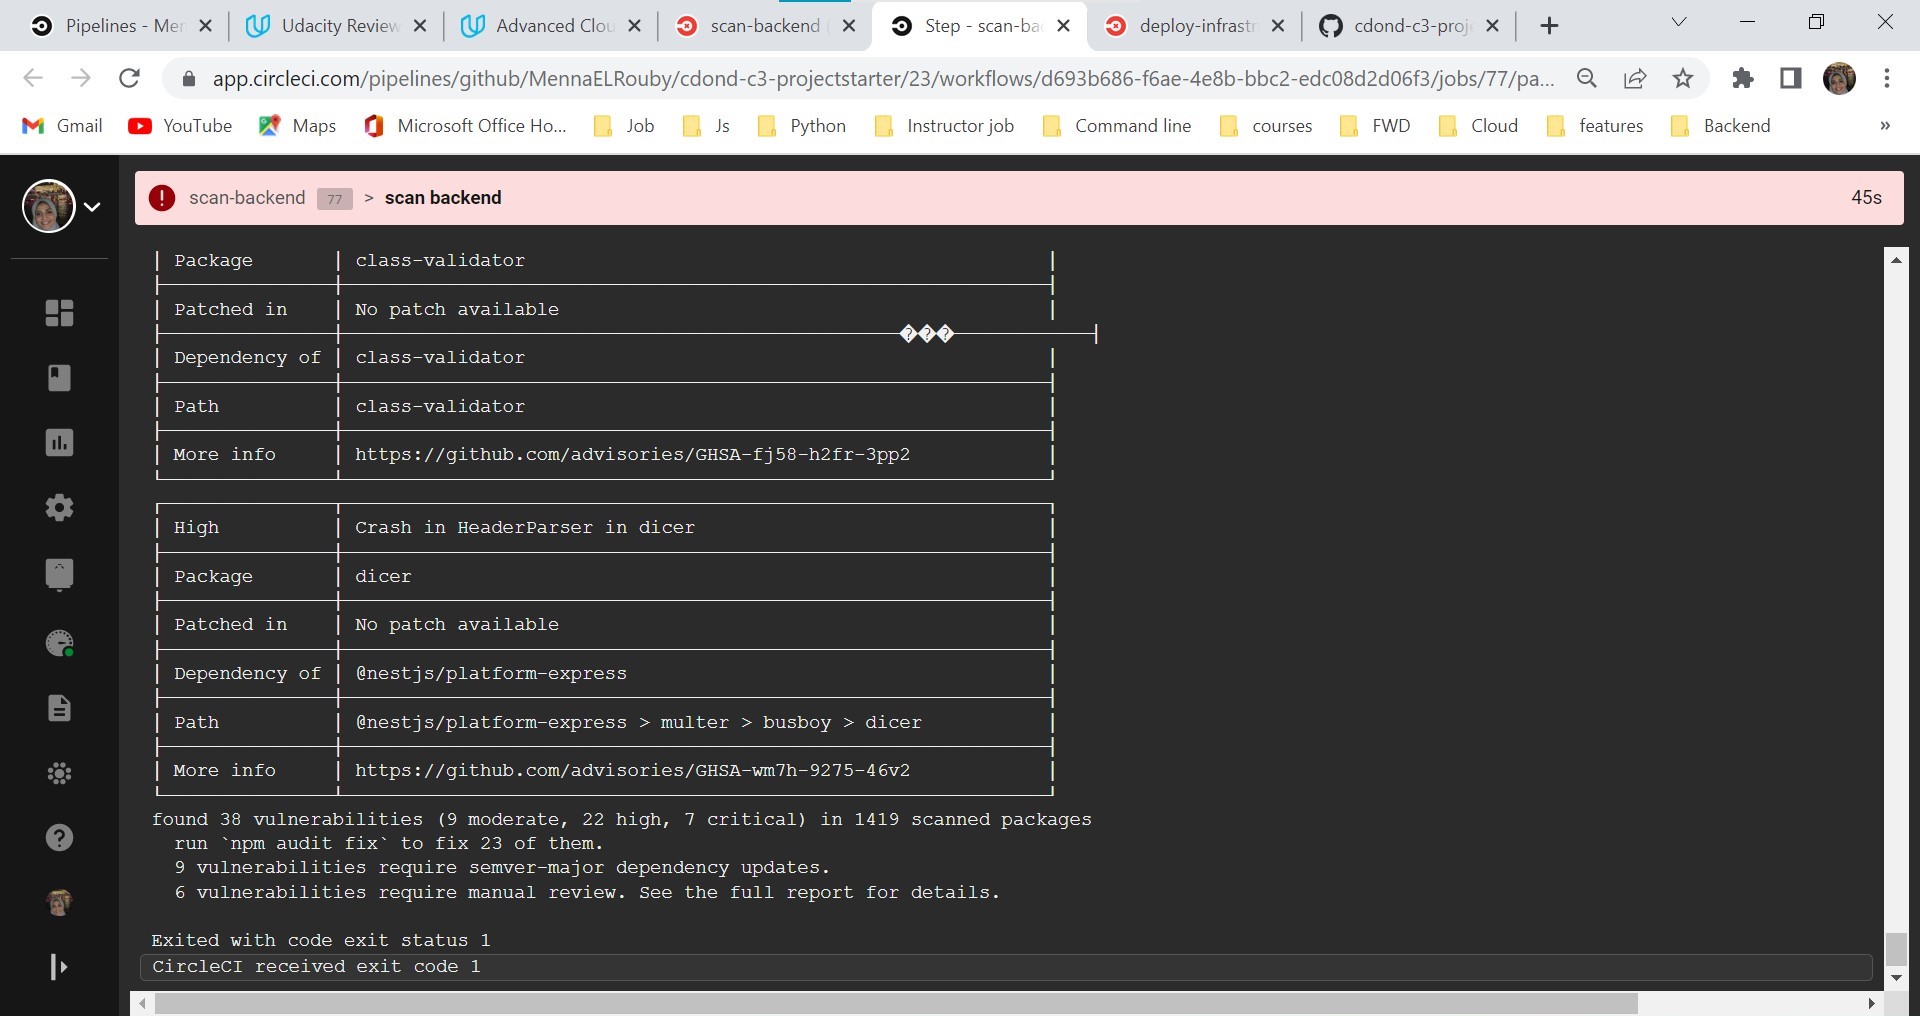 Pipelines - Mer
Udacity Review
Advanced Clou
scan-backend (
Step - scan-ba
deploy-infrastr
cdond-c3-proje
app.circleci.com/pipelines/github/MennaELRouby/cdond-c3-projectstarter/23/workflows/d693b686-f6ae-4e8b-bbc2-edc08d2d06f3/jobs/77/pa...
Gmail YouTube Maps Microsoft Office Ho... Job Js Python Instructor job Command line courses FWD Cloud features Backend »
scan-backend 77 > scan backend 45s
Package class-validator
Patched in No patch available
���
Dependency of class-validator
Path class-validator
More info https://github.com/advisories/GHSA-fj58-h2fr-3pp2
High Crash in HeaderParser in dicer
Package dicer
Patched in No patch available
Dependency of @nestjs/platform-express
Path @nestjs/platform-express > multer > busboy > dicer
More info https://github.com/advisories/GHSA-wm7h-9275-46v2
found 38 vulnerabilities (9 moderate, 22 high, 7 critical) in 1419 scanned packages
run `npm audit fix` to fix 23 of them.
9 vulnerabilities require semver-major dependency updates.
6 vulnerabilities require manual review. See the full report for details.
Exited with code exit status 1
CircleCI received exit code 1